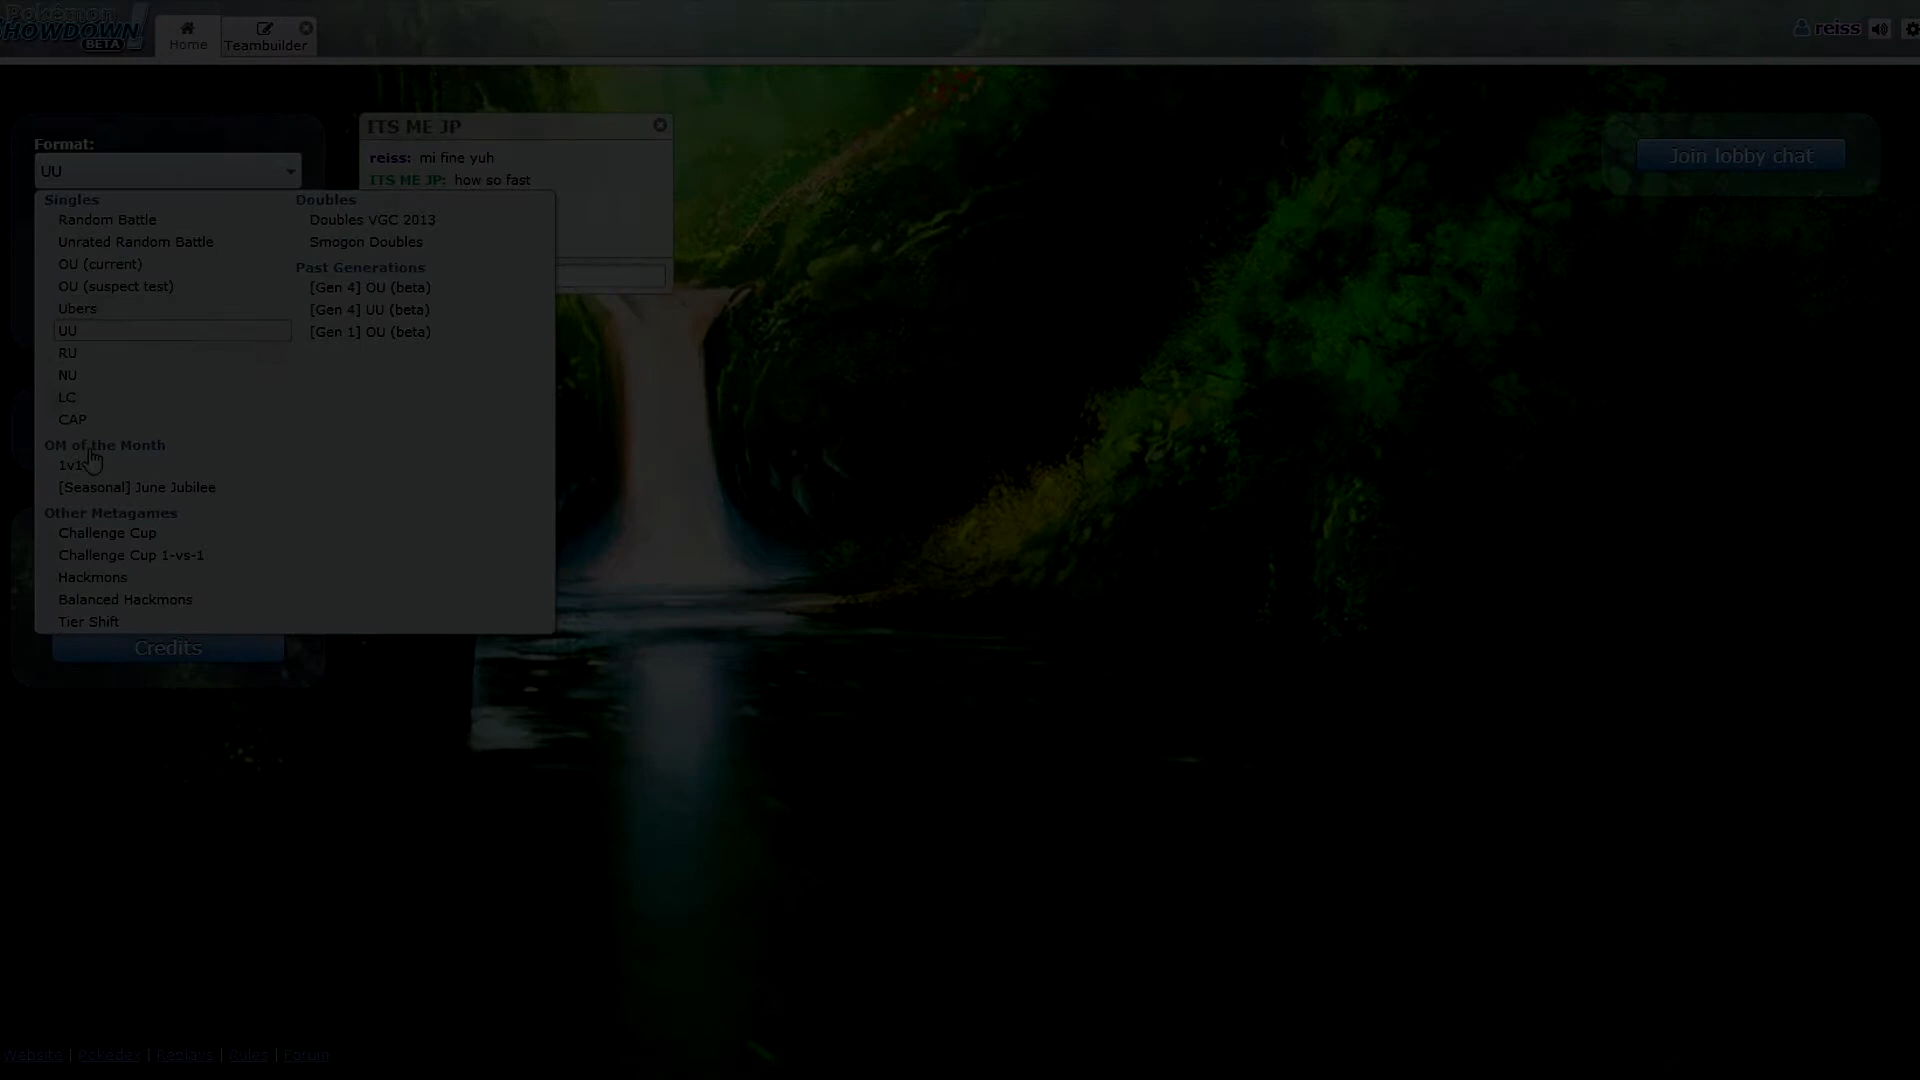 Pokémon
SHOWDOWN!
BETA
Home
Teambuilder
reiss
Format:
UU
Singles
Random Battle
Unrated Random Battle
OU (current)
OU (suspect test)
Ubers
UU
RU
NU
LC
CAP
OM of the Month
1v1
[Seasonal] June Jubilee
Other Metagames
Challenge Cup
Challenge Cup 1-vs-1
Hackmons
Balanced Hackmons
Tier Shift
Doubles
Doubles VGC 2013
Smogon Doubles
Past Generations
[Gen 4] OU (beta)
[Gen 4] UU (beta)
[Gen 1] OU (beta)
Credits
ITS ME JP
reiss: mi fine yuh
ITS ME JP: how so fast
Join lobby chat
Website | Pokédex | Replays | Rules | Forum